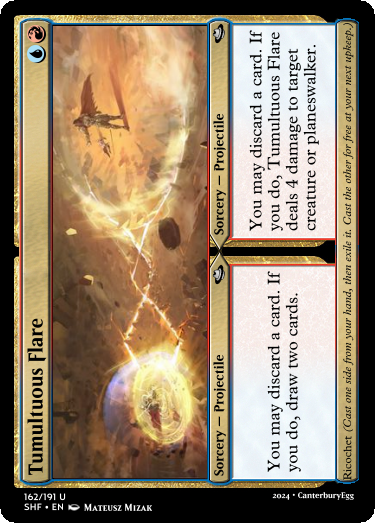 Tumultuous Flare
Sorcery — Projectile
You may discard a card. If
you do, draw two cards.
Sorcery — Projectile
You may discard a card. If
you do, Tumultuous Flare
deals 4 damage to target
creature or planeswalker.
Ricochet (Cast one side from your hand, then exile it. Cast the other for free at your next upkeep.)
162/191 U
SHF • EN Mateusz Mizak
2024 • CanterburyEgg